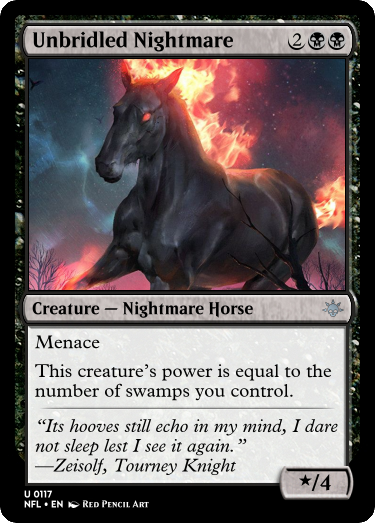 Unbridled Nightmare 2
Creature — Nightmare Horse
Menace
This creature's power is equal to the
number of swamps you control.
“Its hooves still echo in my mind, I dare
not sleep lest I see it again.”
—Zeisolf, Tourney Knight
★/4
U 0117
NFL • EN Red Pencil Art